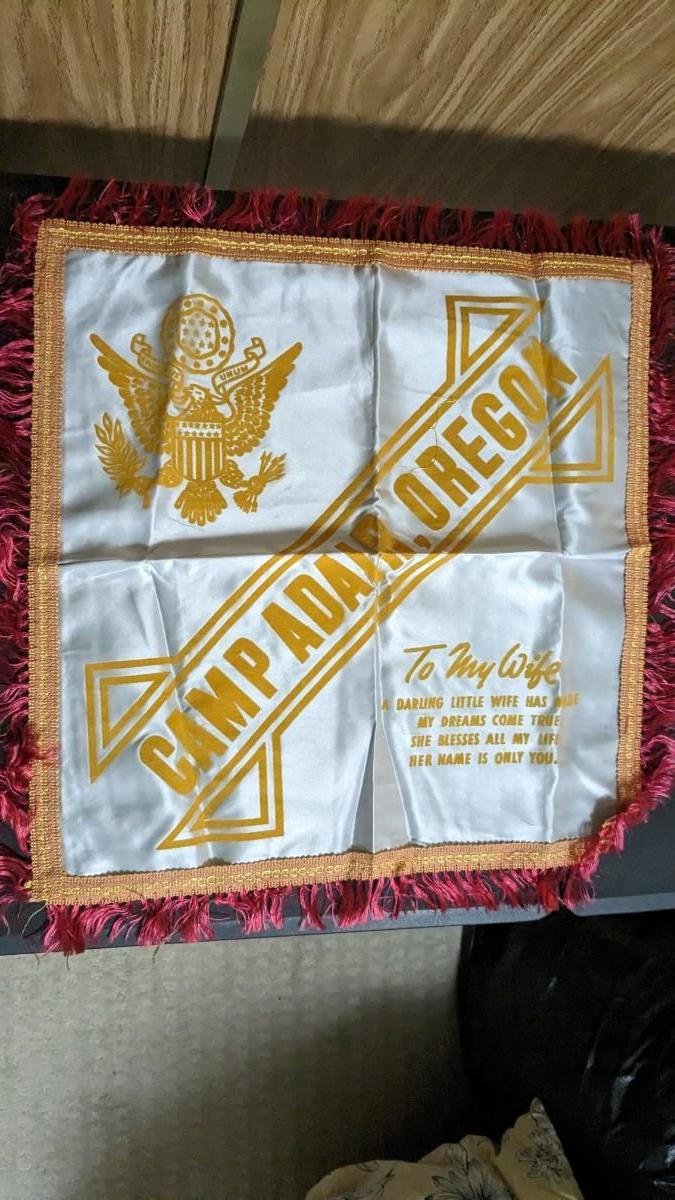 UNUM
CAMP ADAIR, OREGON
To My Wife
A DARLING LITTLE WIFE HAS MADE
MY DREAMS COME TRUE,
SHE BLESSES ALL MY LIFE
HER NAME IS ONLY YOU.